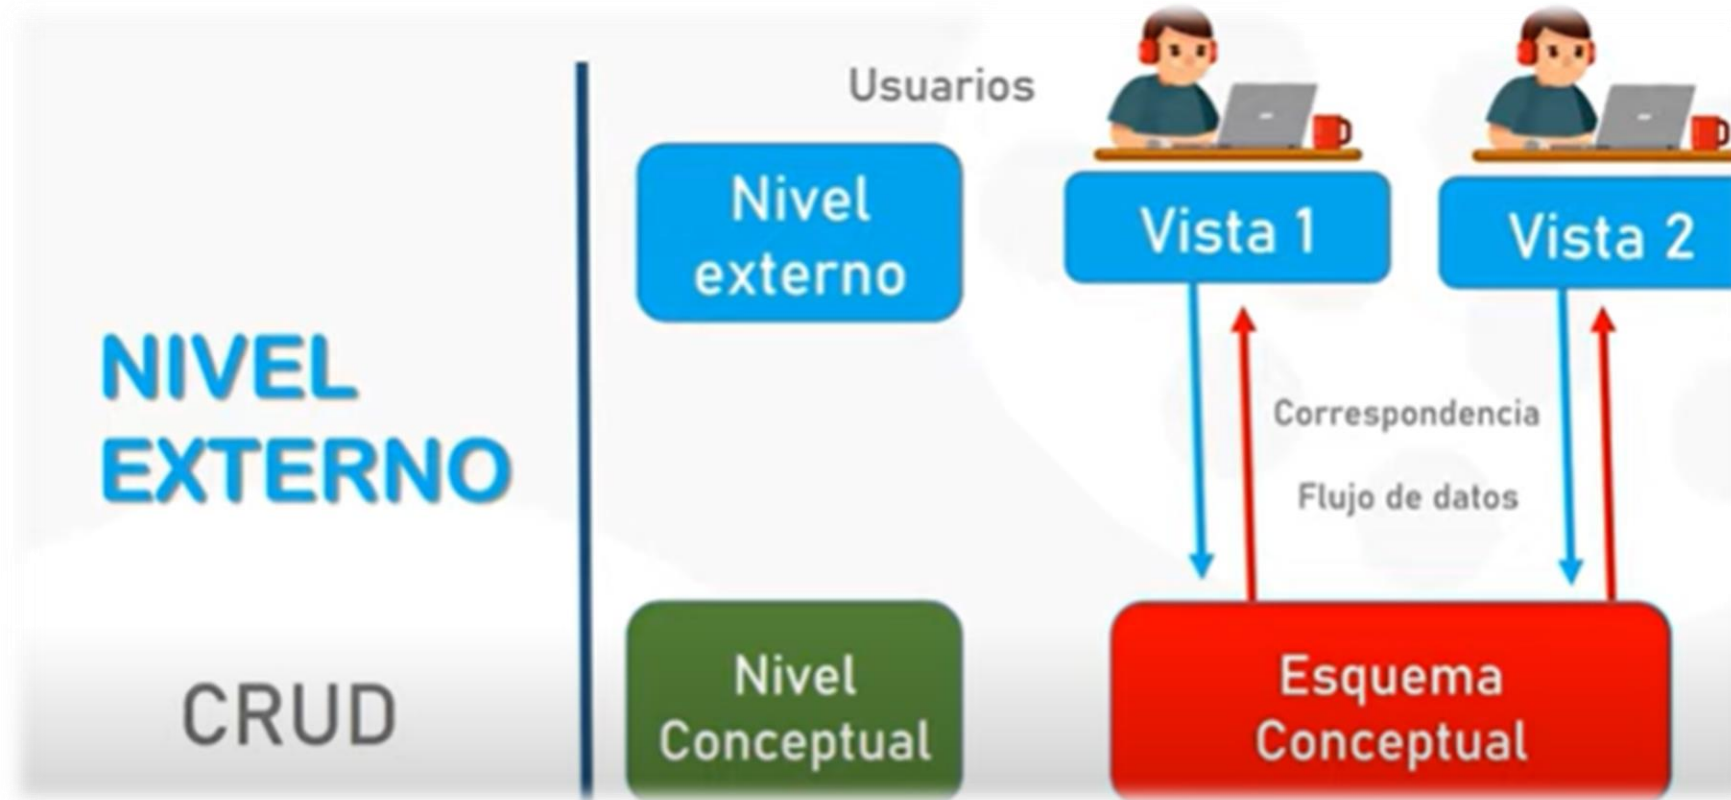 NIVEL
EXTERNO
CRUD
Usuarios
Nivel
externo
Vista 1
Vista 2
Correspondencia
Flujo de datos
Nivel
Conceptual
Esquema
Conceptual